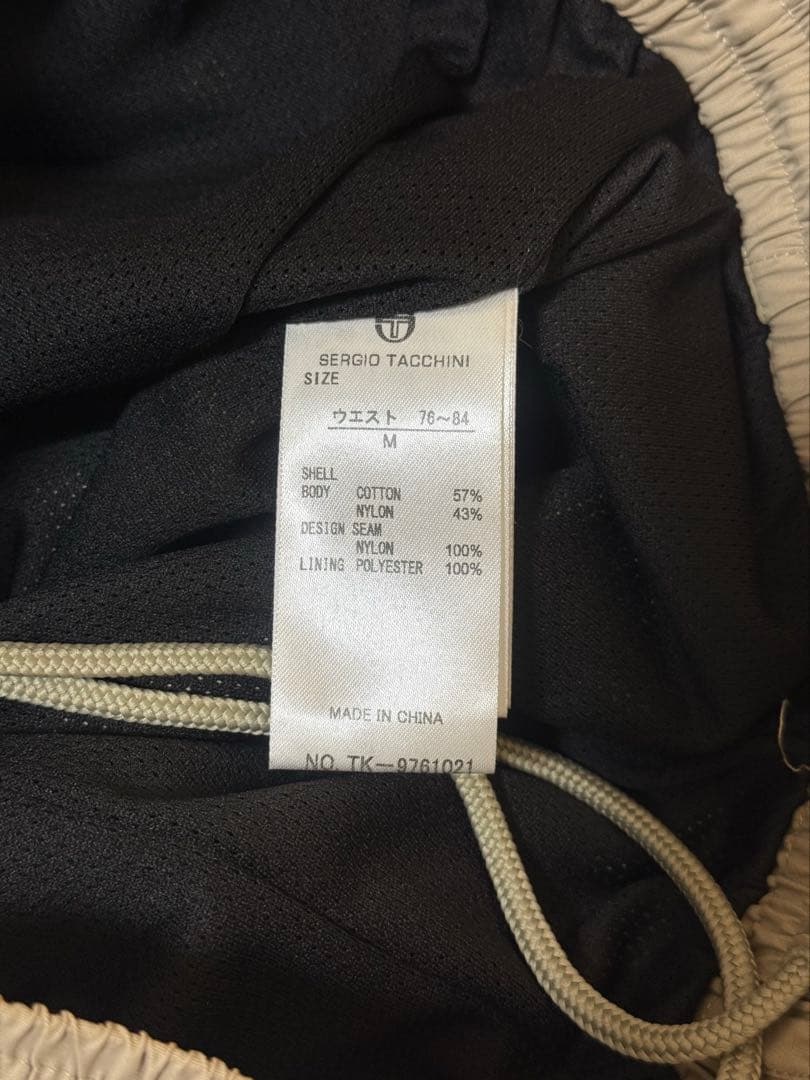 SERGIO TACCHINI
SIZE
ウエスト 76〜84
M
SHELL
BODY COTTON 57%
NYLON 43%
DESIGN SEAM
NYLON 100%
LINING POLYESTER 100%
MADE IN CHINA
NO. TK-9761021